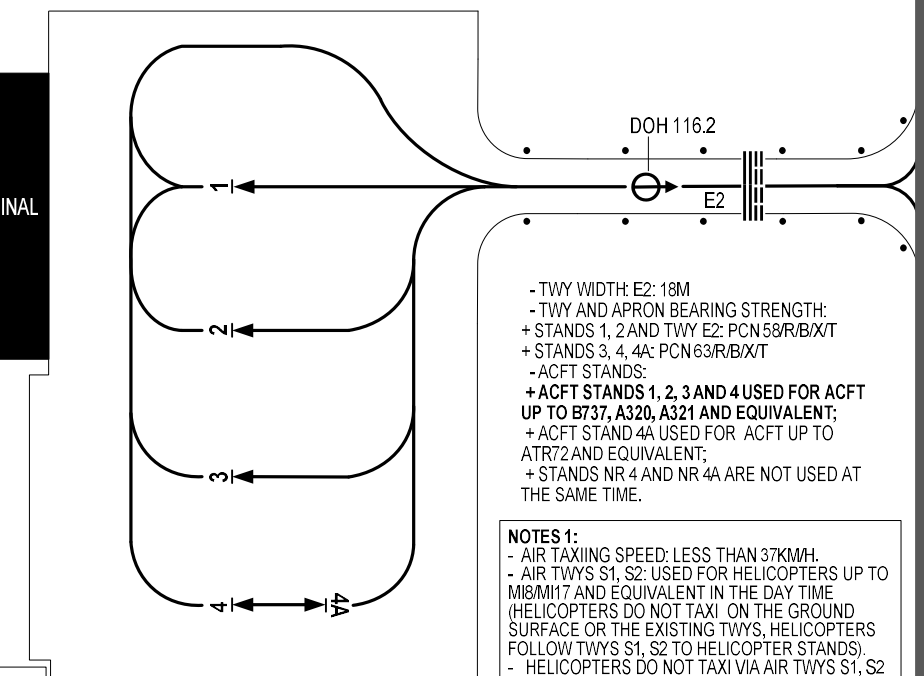 DOH 116.2
INAL
1
E2
2
3
4
4A
- TWY WIDTH: E2: 18M
- TWY AND APRON BEARING STRENGTH:
+ STANDS 1, 2 AND TWY E2: PCN 58/R/B/X/T
+ STANDS 3, 4, 4A: PCN 63/R/B/X/T
- ACFT STANDS:
+ ACFT STANDS 1, 2, 3 AND 4 USED FOR ACFT
UP TO B737, A320, A321 AND EQUIVALENT;
+ ACFT STAND 4A USED FOR ACFT UP TO
ATR72 AND EQUIVALENT;
+ STANDS NR 4 AND NR 4A ARE NOT USED AT
THE SAME TIME.
NOTES 1:
- AIR TAXIING SPEED: LESS THAN 37KM/H.
- AIR TWYS S1, S2: USED FOR HELICOPTERS UP TO
MI8/MI17 AND EQUIVALENT IN THE DAY TIME
(HELICOPTERS DO NOT TAXI ON THE GROUND
SURFACE OR THE EXISTING TWYS, HELICOPTERS
FOLLOW TWYS S1, S2 TO HELICOPTER STANDS).
- HELICOPTERS DO NOT TAXI VIA AIR TWYS S1, S2